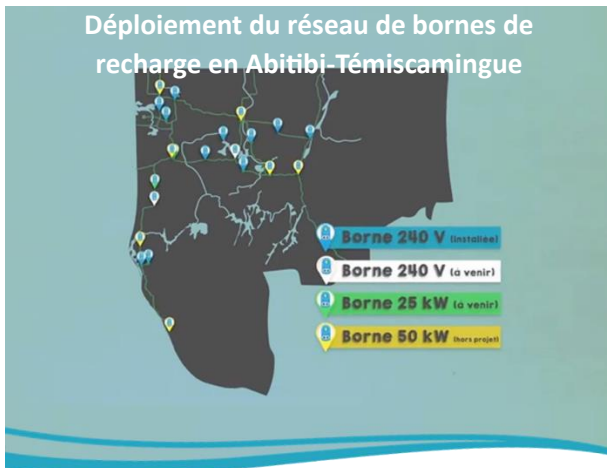 Déploiement du réseau de bornes de
recharge en Abitibi-Témiscamingue
Borne 240 V (installée)
Borne 240 V (à venir)
Borne 25 kW (à venir)
Borne 50 kW (hors projet)